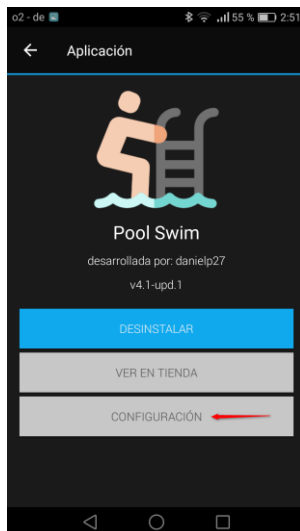 o2 - de 55 % 2:51
Aplicación
Pool Swim
desarrollada por: danielp27
v4.1-upd.1
DESINSTALAR
VER EN TIENDA
CONFIGURACIÓN